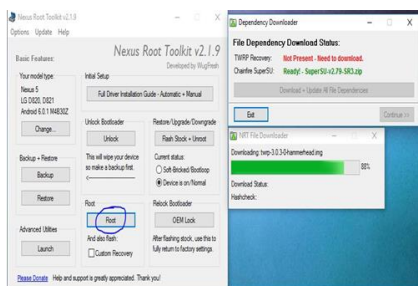 Nexus Root Toolkit v2.1.9
Options Update Help
Nexus Root Toolkit v2.1.9
Developed by WugFresh
Basic Features:
Your model type:
Nexus 5
LG D820, D821
Android 6.0.1 M4B30Z
Change...
Initial Setup
Full Driver Installation Guide - Automatic + Manual
Unlock Bootloader
Unlock
This will wipe your device
so make a backup first.
<
Restore/Upgrade/Downgrade
Flash Stock + Unroot
Current status:
Soft-Bricked/Bootloop
Device is on/Normal
Backup + Restore
Backup
Restore
Root
Root
And also flash:
Custom Recovery
Relock Bootloader
OEM Lock
After flashing stock, use this to
fully return to factory settings.
Advanced Utilities
Launch
Please Donate Help and support is greatly appreciated. Thank you!
Dependency Downloader
File Dependency Download Status:
TWRP Recovery: Not Present - Need to download.
Chainfire SuperSU: Ready! - SuperSU-v2.79-SR3.zip
Download + Update All File Dependencies
Exit
Continue >>
NRT File Downloader
Downloading: twrp-3.0.3-0-hammerhead.img
88%
Download Status:
Hashcheck: